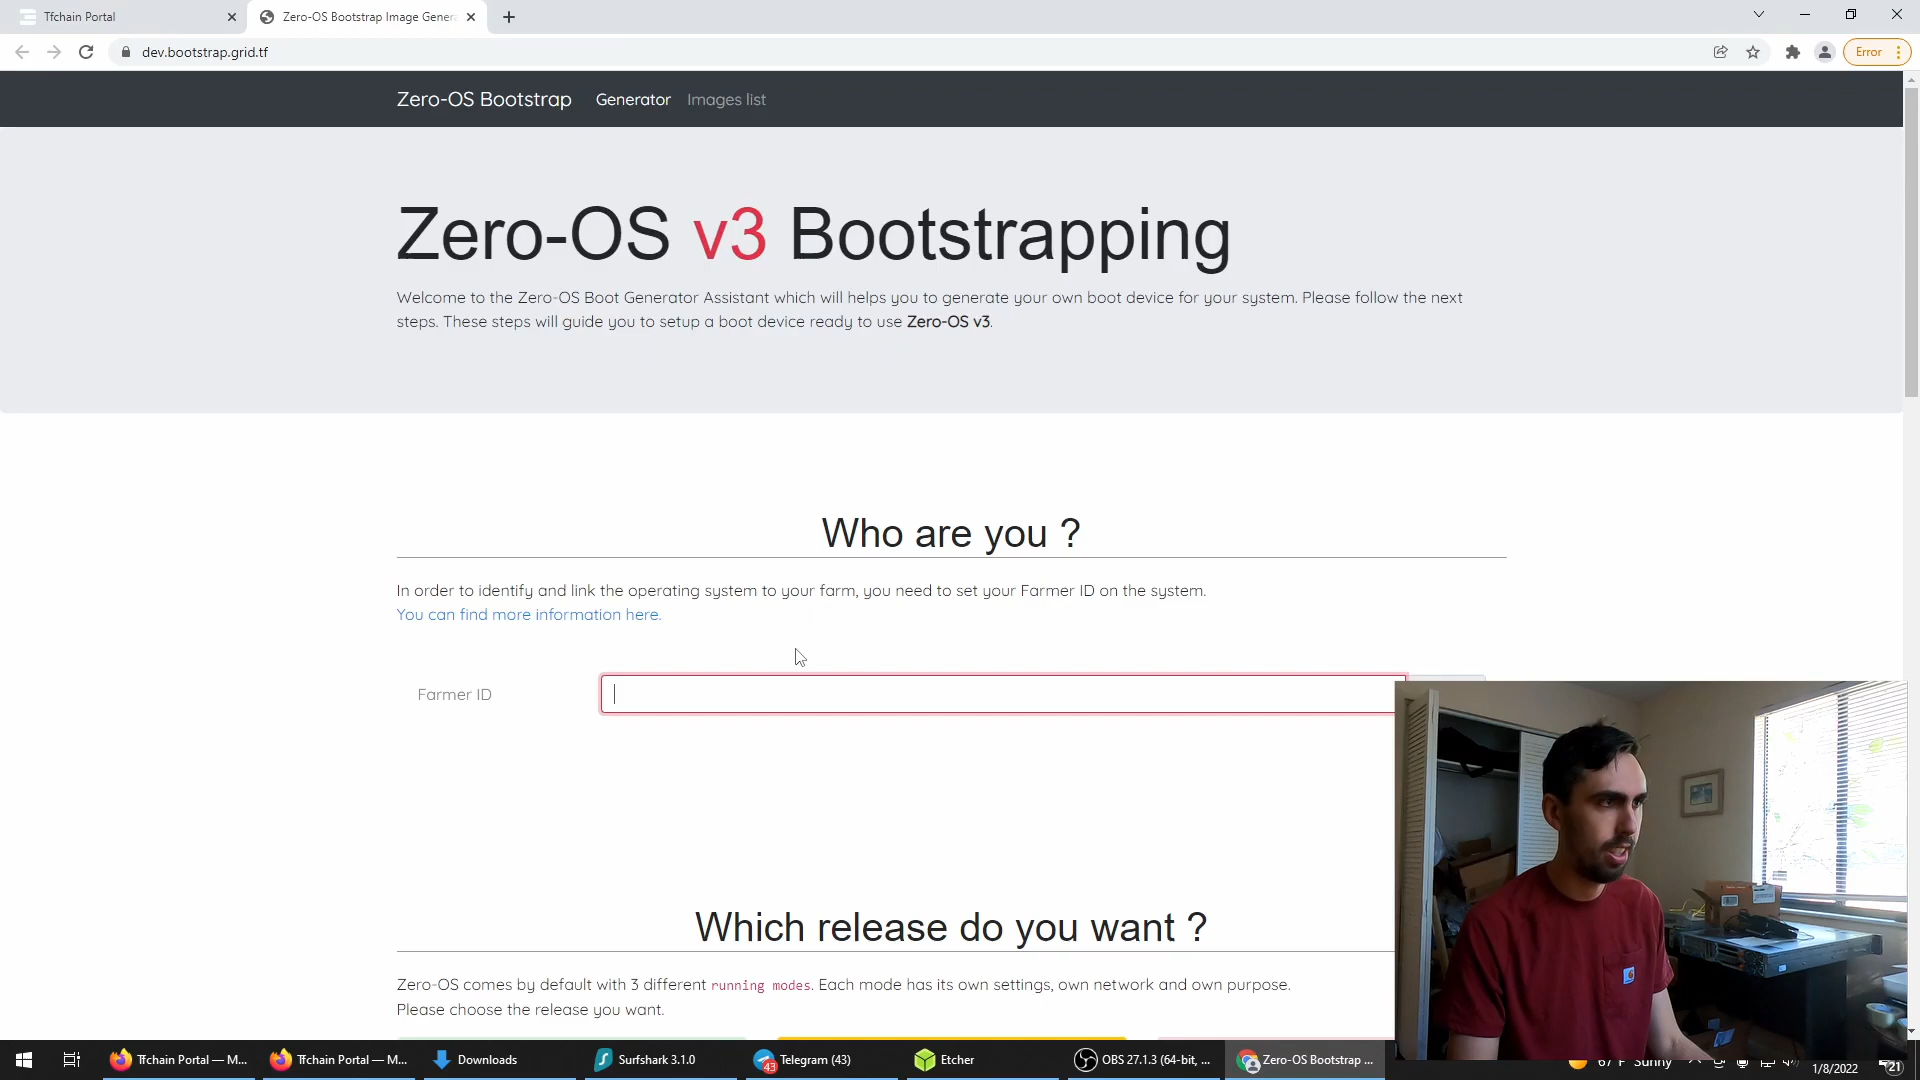 Tfchain Portal
Zero-OS Bootstrap Image Genera
dev.bootstrap.grid.tf
Error
Zero-OS Bootstrap Generator Images list
Zero-OS v3 Bootstrapping
Welcome to the Zero-OS Boot Generator Assistant which will helps you to generate your own boot device for your system. Please follow the next
steps. These steps will guide you to setup a boot device ready to use Zero-OS v3.
Who are you ?
In order to identify and link the operating system to your farm, you need to set your Farmer ID on the system.
You can find more information here.
Farmer ID
Which release do you want ?
Zero-OS comes by default with 3 different running modes. Each mode has its own settings, own network and own purpose.
Please choose the release you want.
Tfchain Portal — M...
Tfchain Portal — M...
Downloads
Surfshark 3.1.0
43
Telegram (43)
Etcher
OBS 27.1.3 (64-bit, ...
Zero-OS Bootstrap ...
67°F Sunny
1/8/2022
21